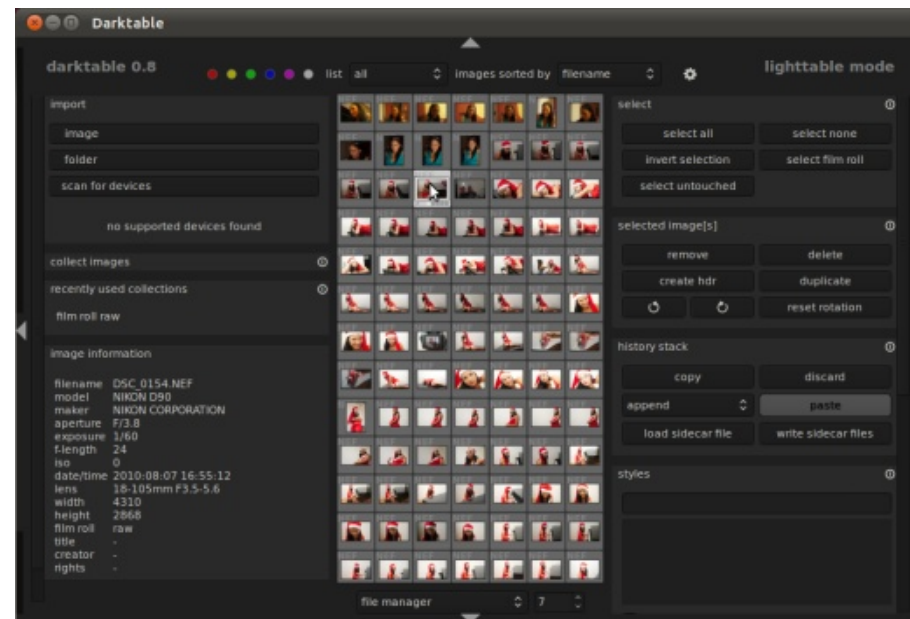 Darktable
darktable 0.8
list all images sorted by filename
lighttable mode
import
image
folder
scan for devices
no supported devices found
collect images
recently used collections
film roll raw
image information
filename DSC_0154.NEF
model NIKON D90
maker NIKON CORPORATION
aperture F/3.8
exposure 1/60
f-length 24
iso 0
date/time 2010:08:07 16:55:12
lens 18-105mm F3.5-5.6
width 4310
height 2868
film roll raw
title -
creator -
rights -
file manager 7
select
select all select none
invert selection select film roll
select untouched
selected image[s]
remove delete
create hdr duplicate
reset rotation
history stack
copy discard
append paste
load sidecar file write sidecar files
styles